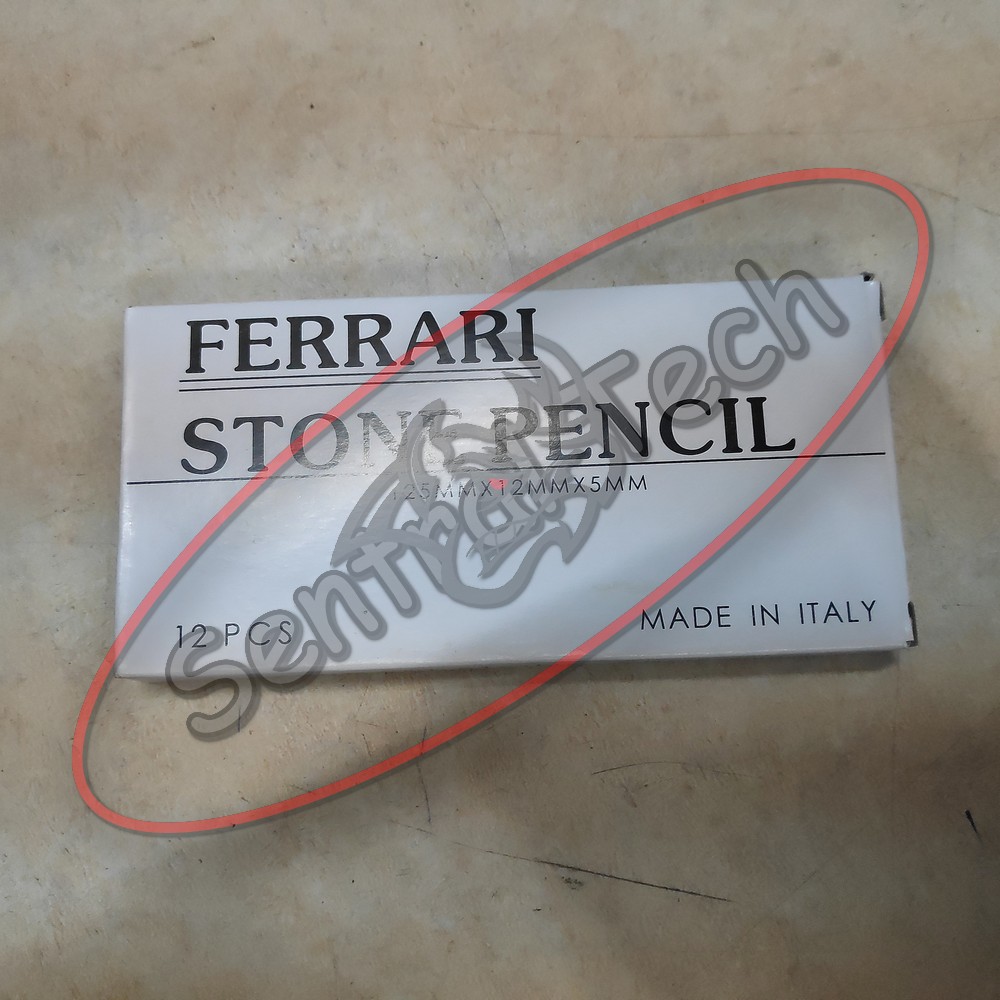 FERRARI
STONE PENCIL
125MMX12MMX5MM
12 PCS
MADE IN ITALY
SenTral Tech